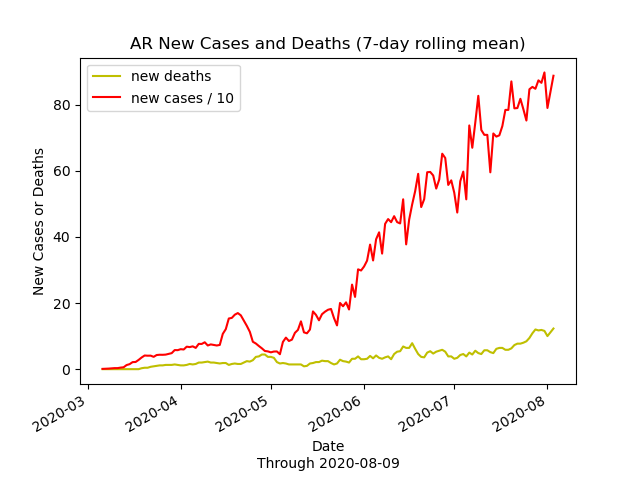 AR New Cases and Deaths (7-day rolling mean)
new deaths
new cases / 10
New Cases or Deaths
80
60
40
20
0
2020-03
2020-04
2020-05
2020-06
2020-07
2020-08
Date
Through 2020-08-09